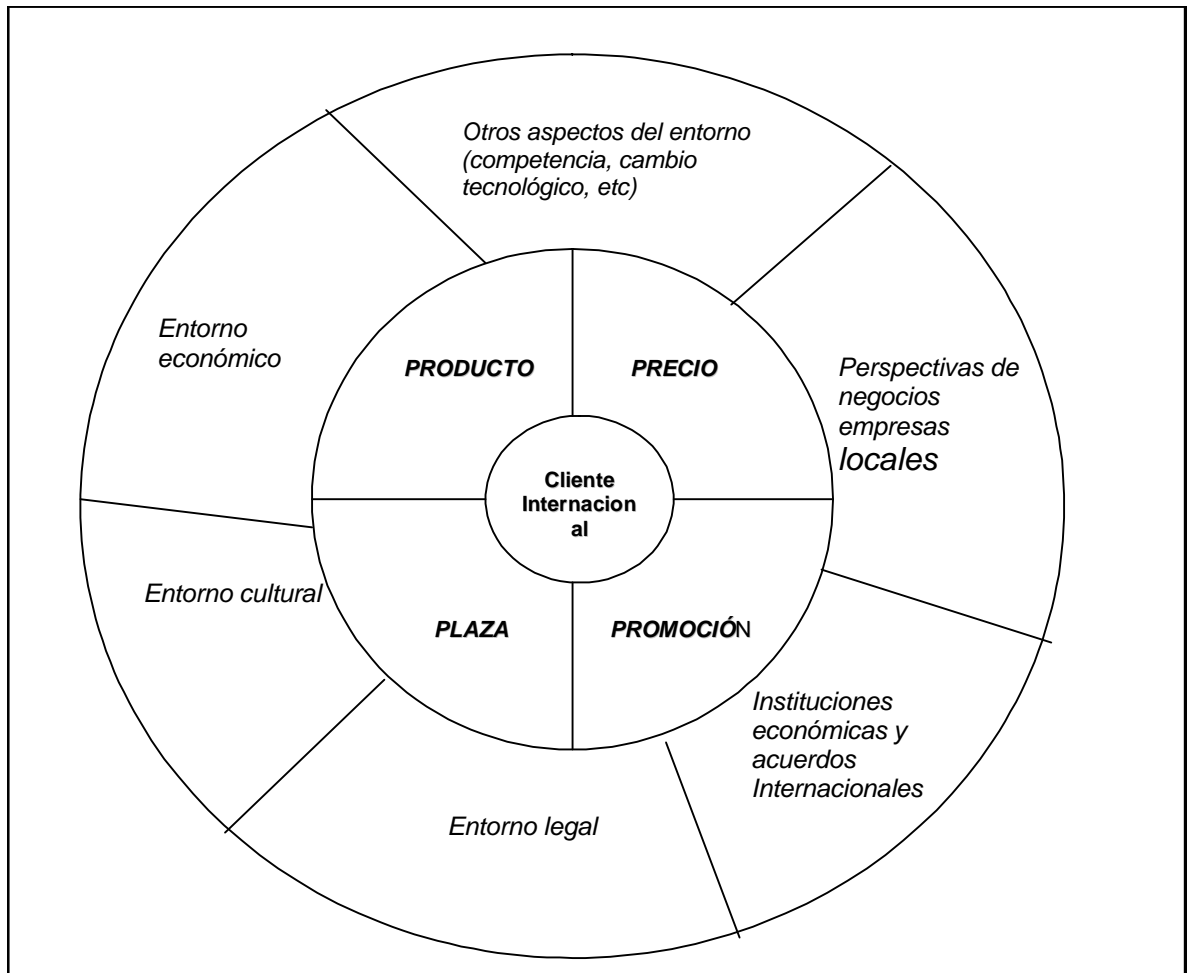 Otros aspectos del entorno
(competencia, cambio
tecnológico, etc)
Entorno
económico
PRODUCTO
PRECIO
Perspectivas de
negocios
empresas
locales
Cliente
Internacion
al
Entorno cultural
PLAZA
PROMOCIÓN
Instituciones
económicas y
acuerdos
Internacionales
Entorno legal